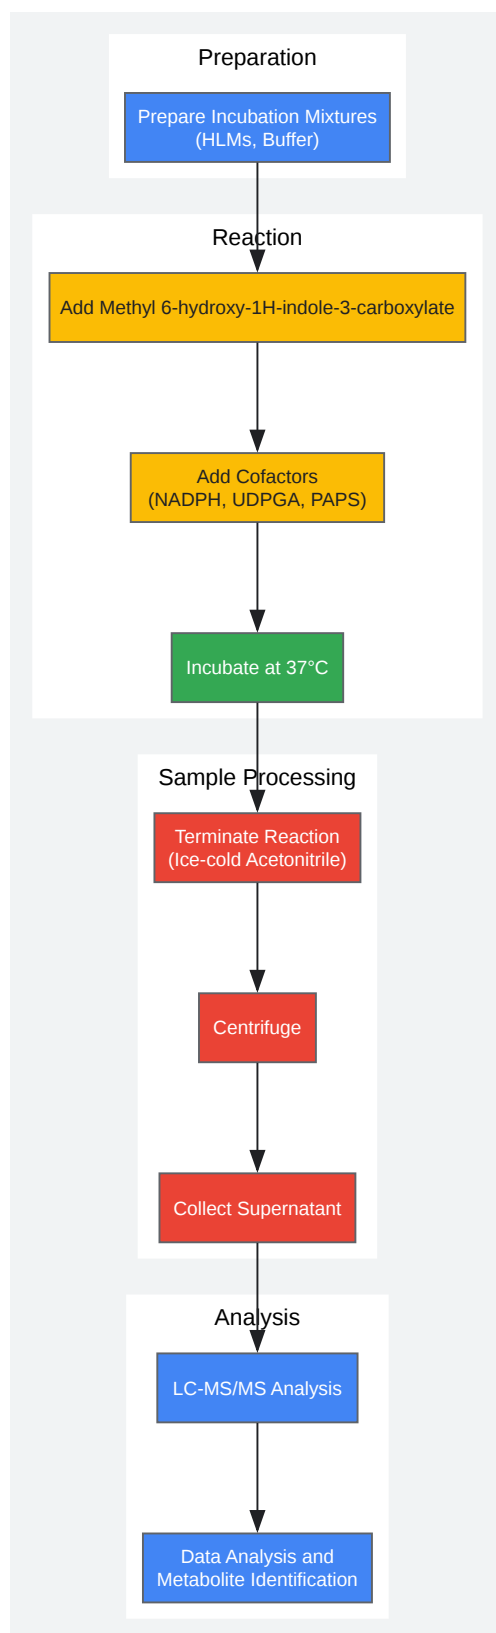 Preparation
Prepare Incubation Mixtures
(HLMs, Buffer)
Reaction
Add Methyl 6-hydroxy-1H-indole-3-carboxylate
Add Cofactors
(NADPH, UDPGA, PAPS)
Incubate at 37°C
Sample Processing
Terminate Reaction
(Ice-cold Acetonitrile)
Centrifuge
Collect Supernatant
Analysis
LC-MS/MS Analysis
Data Analysis and
Metabolite Identification